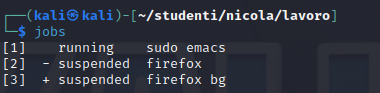 ┌──(kali㉿kali)-[~/studenti/nicola/lavoro]
└─$ jobs
[1]    running    sudo emacs
[2]  - suspended  firefox
[3]  + suspended  firefox bg